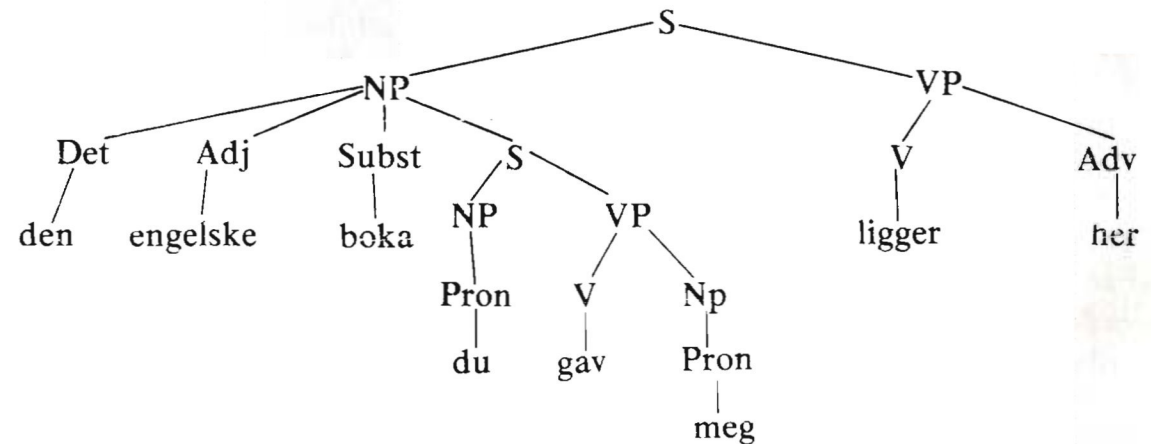 S
NP VP
Det Adj Subst S V Adv
den engelske boka NP VP ligger her
Pron V Np
du gav Pron
meg